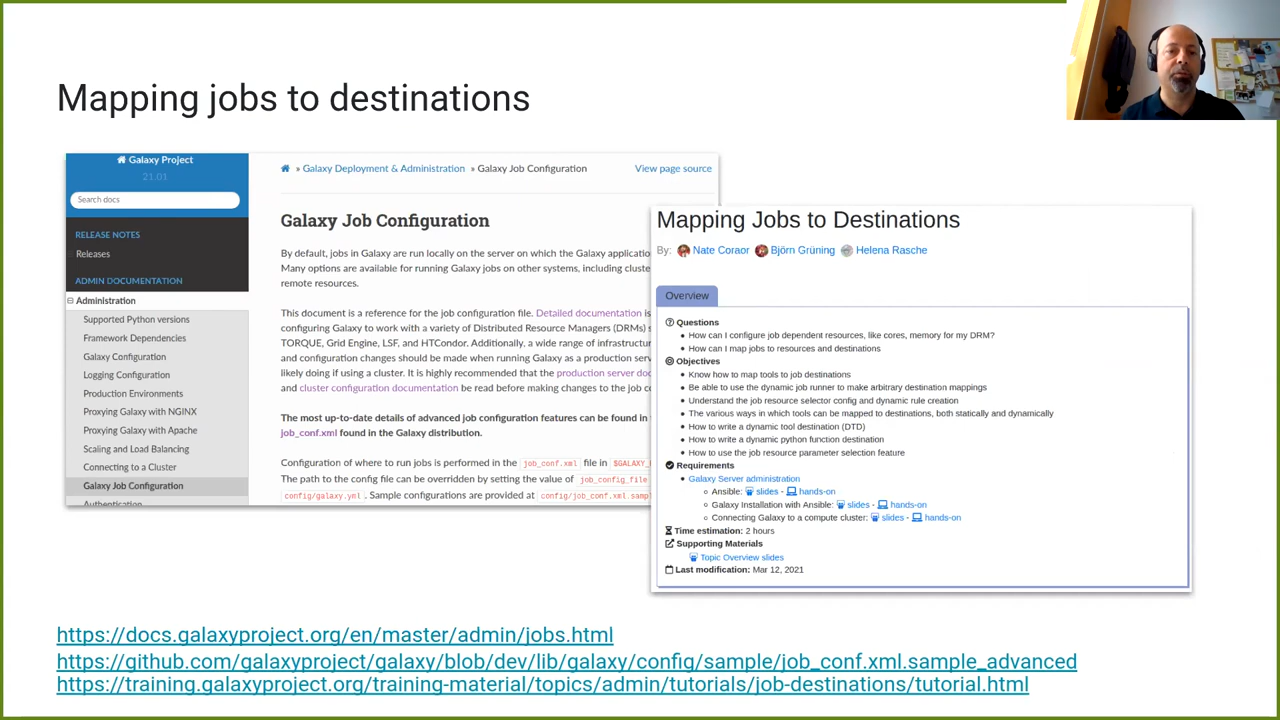 Mapping jobs to destinations
Galaxy Project
21.01
Search docs
RELEASE NOTES
Releases
ADMIN DOCUMENTATION
Administration
Supported Python versions
Framework Dependencies
Galaxy Configuration
Logging Configuration
Production Environments
Proxying Galaxy with NGINX
Proxying Galaxy with Apache
Scaling and Load Balancing
Connecting to a Cluster
Galaxy Job Configuration
Authentication
» Galaxy Deployment & Administration » Galaxy Job Configuration
View page source
Galaxy Job Configuration
By default, jobs in Galaxy are run locally on the server on which the Galaxy application
Many options are available for running Galaxy jobs on other systems, including cluste
remote resources.
This document is a reference for the job configuration file. Detailed documentation is
configuring Galaxy to work with a variety of Distributed Resource Managers (DRMs) s
TORQUE, Grid Engine, LSF, and HTCondor. Additionally, a wide range of infrastructur
and configuration changes should be made when running Galaxy as a production serv
likely doing if using a cluster. It is highly recommended that the production server doc
and cluster configuration documentation be read before making changes to the job co
The most up-to-date details of advanced job configuration features can be found in
job_conf.xml found in the Galaxy distribution.
Configuration of where to run jobs is performed in the job_conf.xml file in $GALAXY_
The path to the config file can be overridden by setting the value of job_config_file
config/galaxy.yml . Sample configurations are provided at config/job_conf.xml.samp
Mapping Jobs to Destinations
By: Nate Coraor Björn Grüning Helena Rasche
Overview
Questions
• How can I configure job dependent resources, like cores, memory for my DRM?
• How can I map jobs to resources and destinations
Objectives
• Know how to map tools to job destinations
• Be able to use the dynamic job runner to make arbitrary destination mappings
• Understand the job resource selector config and dynamic rule creation
• The various ways in which tools can be mapped to destinations, both statically and dynamically
• How to write a dynamic tool destination (DTD)
• How to write a dynamic python function destination
• How to use the job resource parameter selection feature
Requirements
• Galaxy Server administration
Ansible: slides - hands-on
Galaxy Installation with Ansible: slides - hands-on
Connecting Galaxy to a compute cluster: slides - hands-on
Time estimation: 2 hours
Supporting Materials
Topic Overview slides
Last modification: Mar 12, 2021
https://docs.galaxyproject.org/en/master/admin/jobs.html
https://github.com/galaxyproject/galaxy/blob/dev/lib/galaxy/config/sample/job_conf.xml.sample_advanced
https://training.galaxyproject.org/training-material/topics/admin/tutorials/job-destinations/tutorial.html